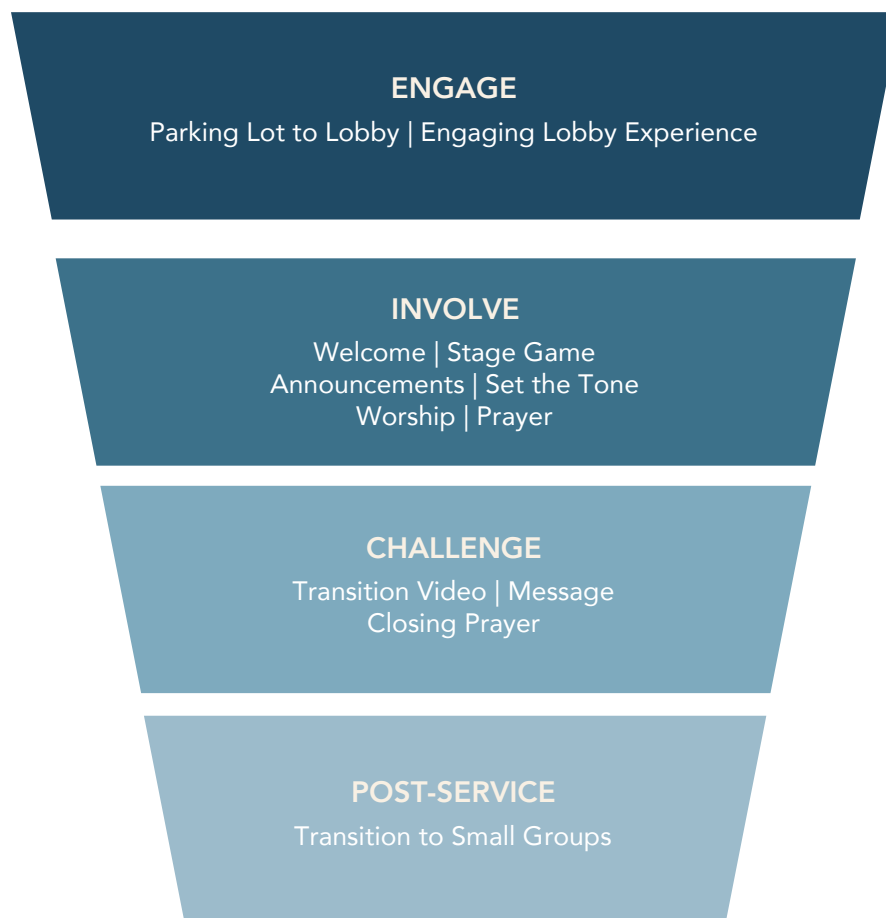 ENGAGE
Parking Lot to Lobby | Engaging Lobby Experience
INVOLVE
Welcome | Stage Game
Announcements | Set the Tone
Worship | Prayer
CHALLENGE
Transition Video | Message
Closing Prayer
POST-SERVICE
Transition to Small Groups